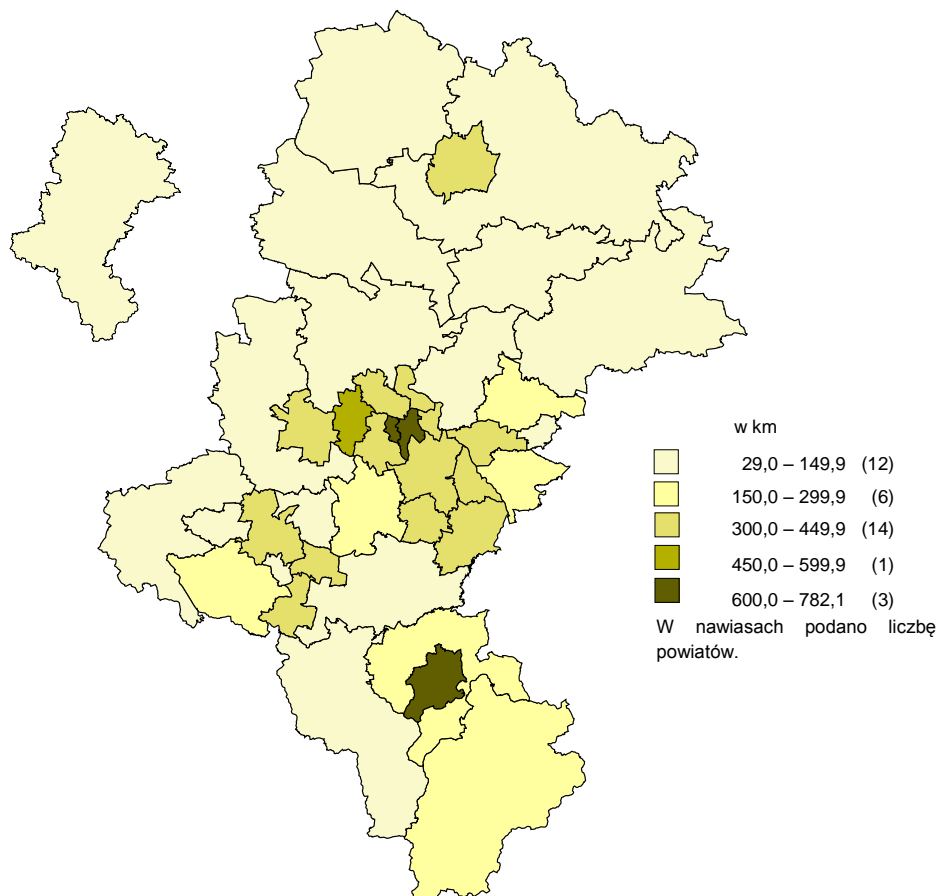 w km
29,0 – 149,9 (12)
150,0 – 299,9 (6)
300,0 – 449,9 (14)
450,0 – 599,9 (1)
600,0 – 782,1 (3)
W nawiasach podano liczbę
powiatów.